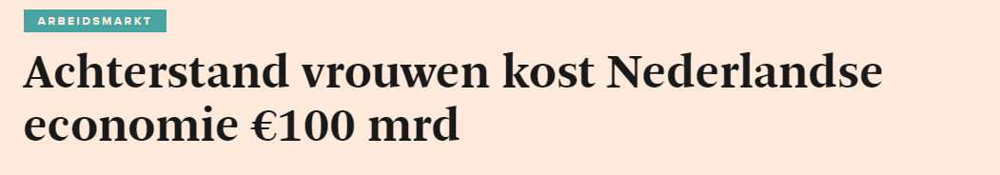 ARBEIDSMARKT
Achterstand vrouwen kost Nederlandse
economie €100 mrd